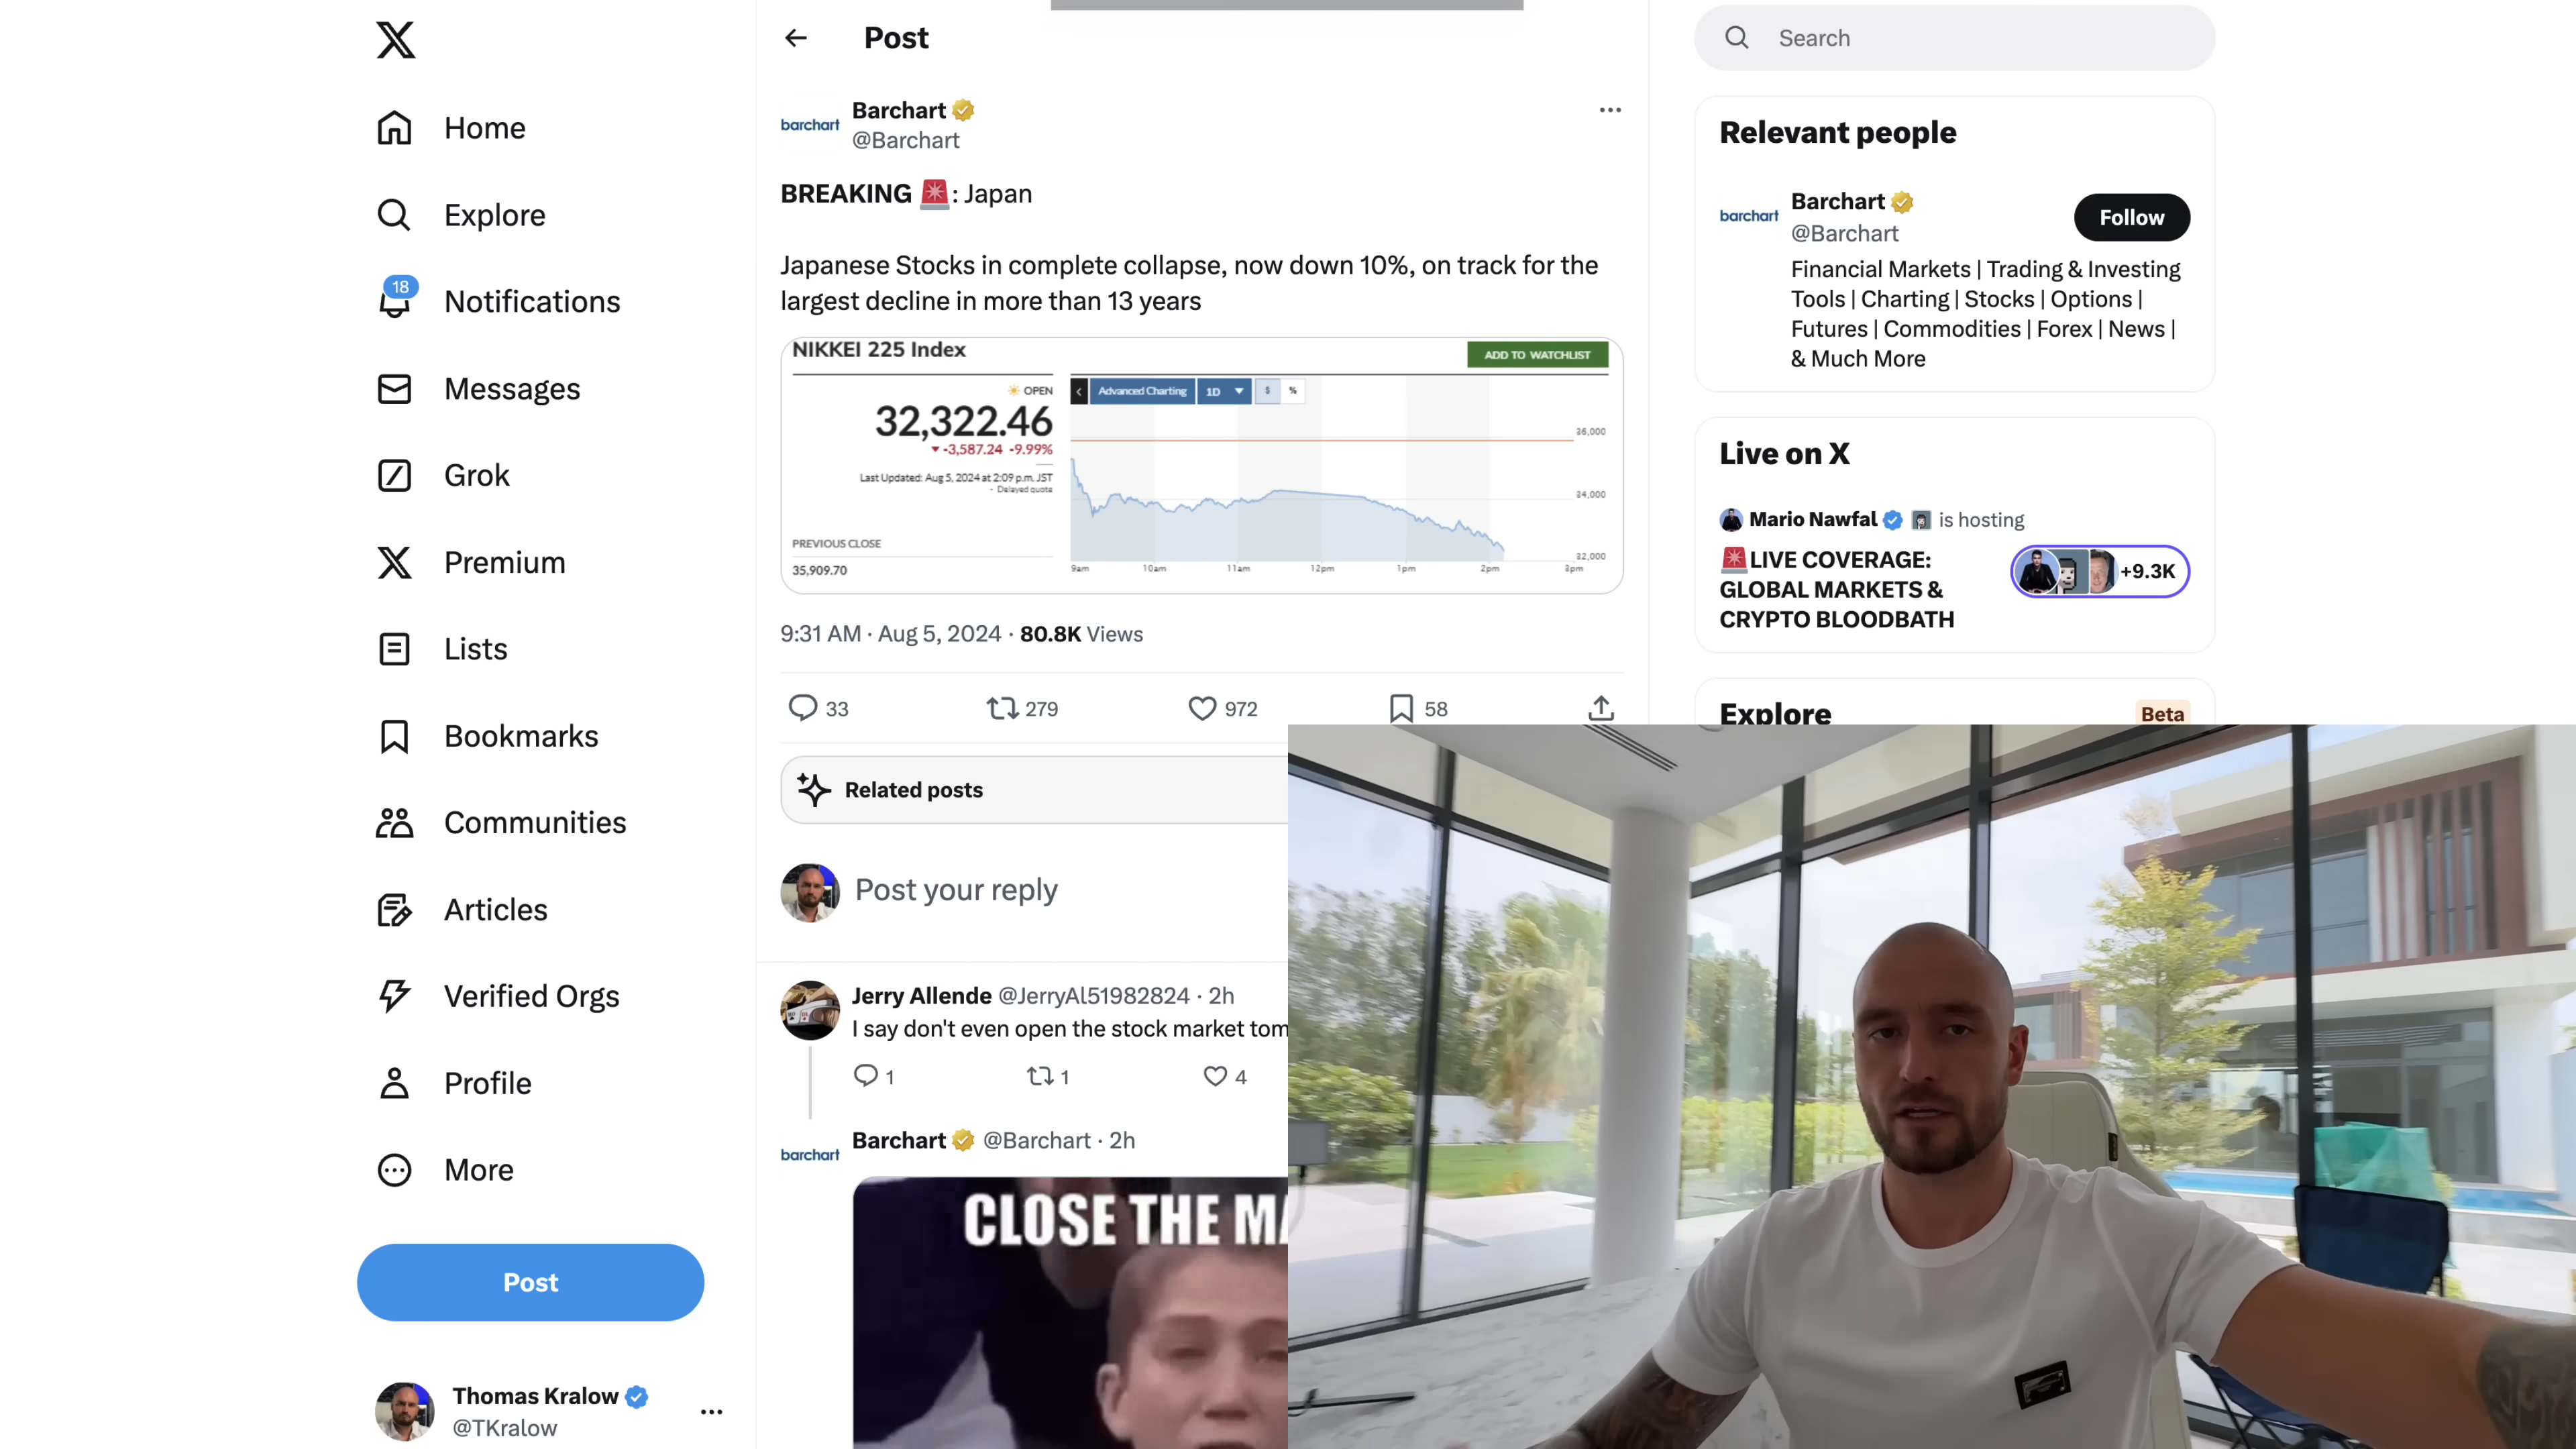 Home
Explore
18
Notifications
Messages
Grok
Premium
Lists
Bookmarks
Communities
Articles
Verified Orgs
Profile
More
Post
Thomas Kralow
@TKralow
Post
barchart
Barchart
@Barchart
BREAKING 🚨: Japan
Japanese Stocks in complete collapse, now down 10%, on track for the
largest decline in more than 13 years
NIKKEI 225 Index
ADD TO WATCHLIST
OPEN
32,322.46
-3,587.24 -9.99%
Last Updated: Aug 5, 2024 at 2:09 p.m. JST
- Delayed quote
PREVIOUS CLOSE
35,909.70
Advanced Charting
1D
$
%
36,000
34,000
32,000
9am 10am 11am 12pm 1pm 2pm 3pm
9:31 AM · Aug 5, 2024 · 80.8K Views
33 279 972 58
Related posts
Post your reply
Jerry Allende @JerryAl51982824 · 2h
I say don't even open the stock market tom
1 1 4
barchart
Barchart @Barchart · 2h
CLOSE THE MA
Search
Relevant people
barchart
Barchart
@Barchart
Follow
Financial Markets | Trading & Investing
Tools | Charting | Stocks | Options |
Futures | Commodities | Forex | News |
& Much More
Live on X
Mario Nawfal is hosting
🚨LIVE COVERAGE:
GLOBAL MARKETS &
CRYPTO BLOODBATH
+9.3K
Explore
Beta